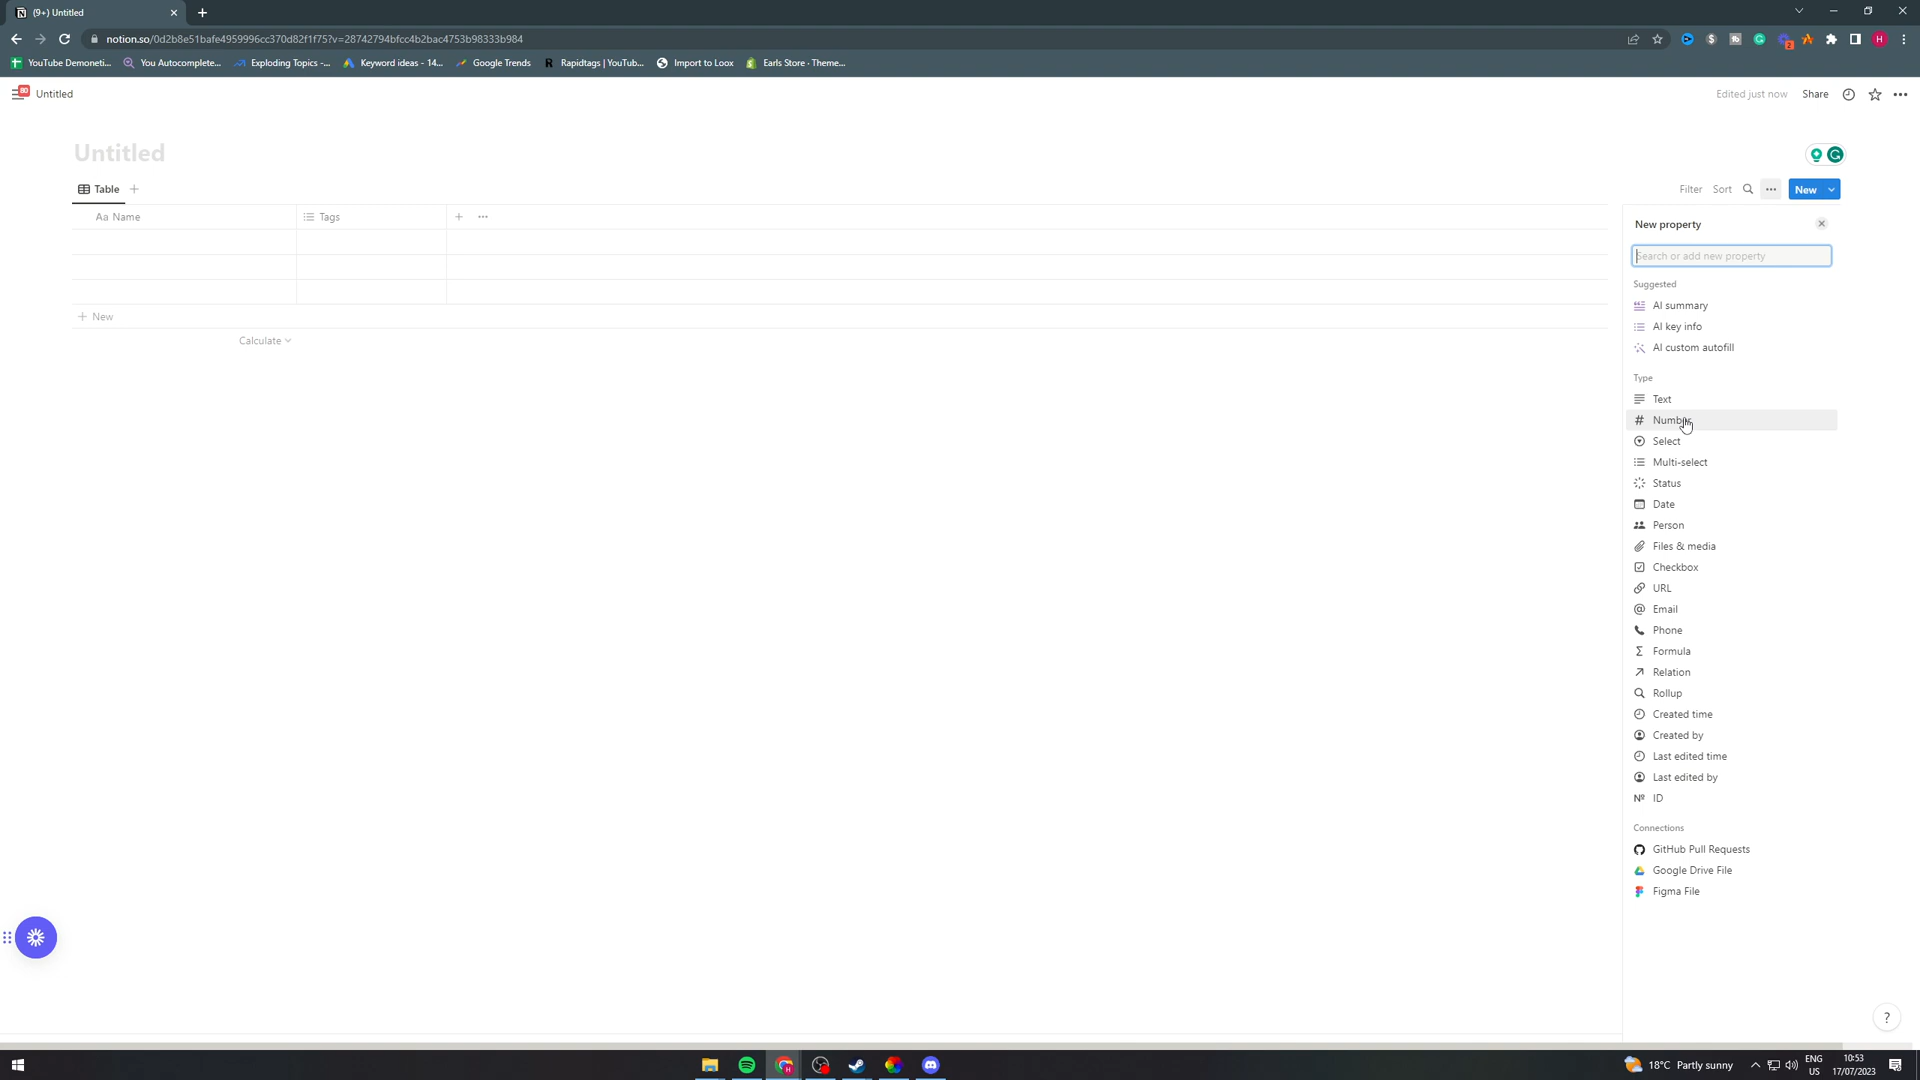 (9+) Untitled
notion.so/0d2b8e51bafe4959996cc370d82f1f75?v=28742794bfcc4b2bac4753b98333b984
2
H
YouTube Demoneti...
You Autocomplete...
Exploding Topics -...
Keyword ideas - 14...
Google Trends
R Rapidtags | YouTub...
Import to Loox
Earls Store · Theme...
80
Untitled
Edited just now
Share
Untitled
Table
Filter
Sort
New
Aa Name
Tags
New
Calculate
New property
Search or add new property
Suggested
AI summary
AI key info
AI custom autofill
Type
Text
# Number
Select
Multi-select
Status
Date
Person
Files & media
Checkbox
URL
@ Email
Phone
Σ Formula
Relation
Rollup
Created time
Created by
Last edited time
Last edited by
Nº ID
Connections
GitHub Pull Requests
Google Drive File
Figma File
?
18°C Partly sunny
ENG
US
10:53
17/07/2023